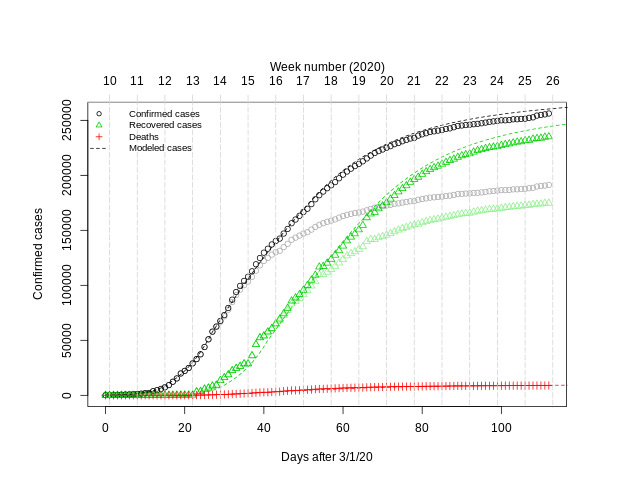 Week number (2020)
10 11 12 13 14 15 16 17 18 19 20 21 22 23 24 25 26
Confirmed cases
Recovered cases
Deaths
Modeled cases
Confirmed cases
0 50000 100000 150000 200000 250000
0 20 40 60 80 100
Days after 3/1/20